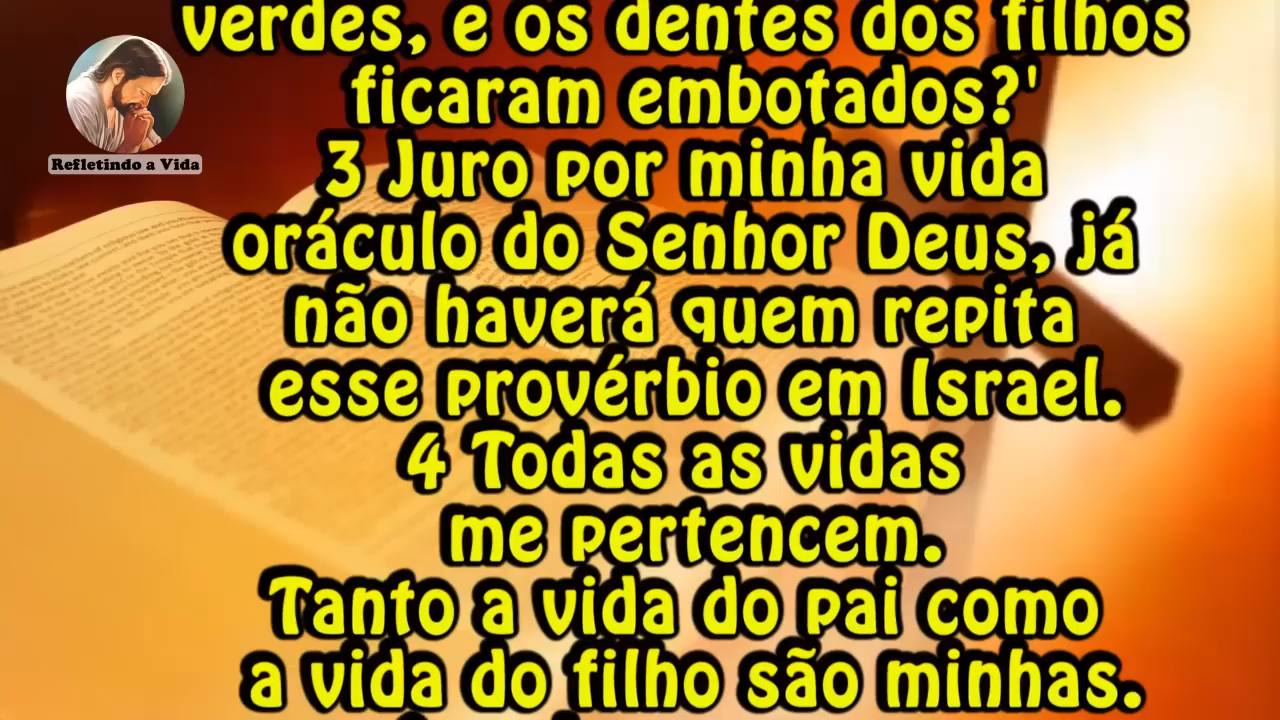 verdes, e os dentes dos filhos
ficaram embotados?'
3 Juro por minha vida
oráculo do Senhor Deus, já
não haverá quem repita
esse provérbio em Israel.
4 Todas as vidas
me pertencem.
Tanto a vida do pai como
a vida do filho são minhas.
Refletindo a Vida